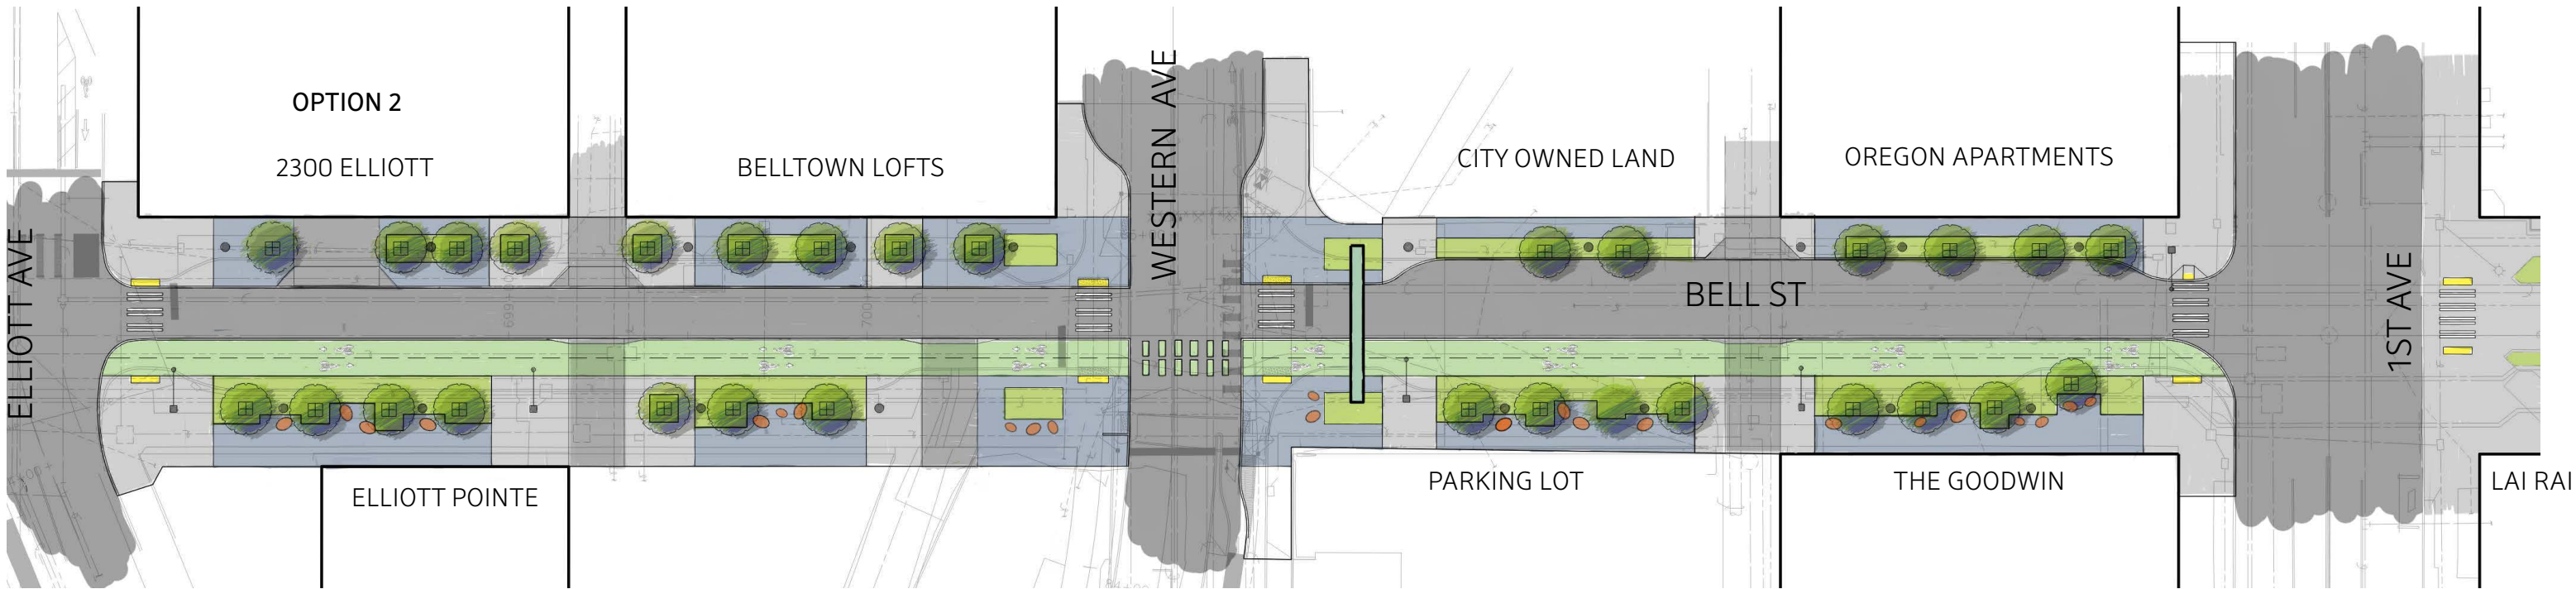 OPTION 2
2300 ELLIOTT
BELLTOWN LOFTS
WESTERN AVE
CITY OWNED LAND
OREGON APARTMENTS
ELLIOTT AVE
BELL ST
1ST AVE
ELLIOTT POINTE
PARKING LOT
THE GOODWIN
LAI RAI